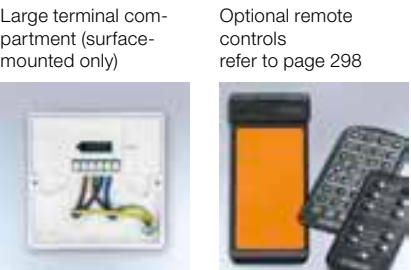 Large terminal com-
partment (surface-
mounted only)
Optional remote
controls
refer to page 298